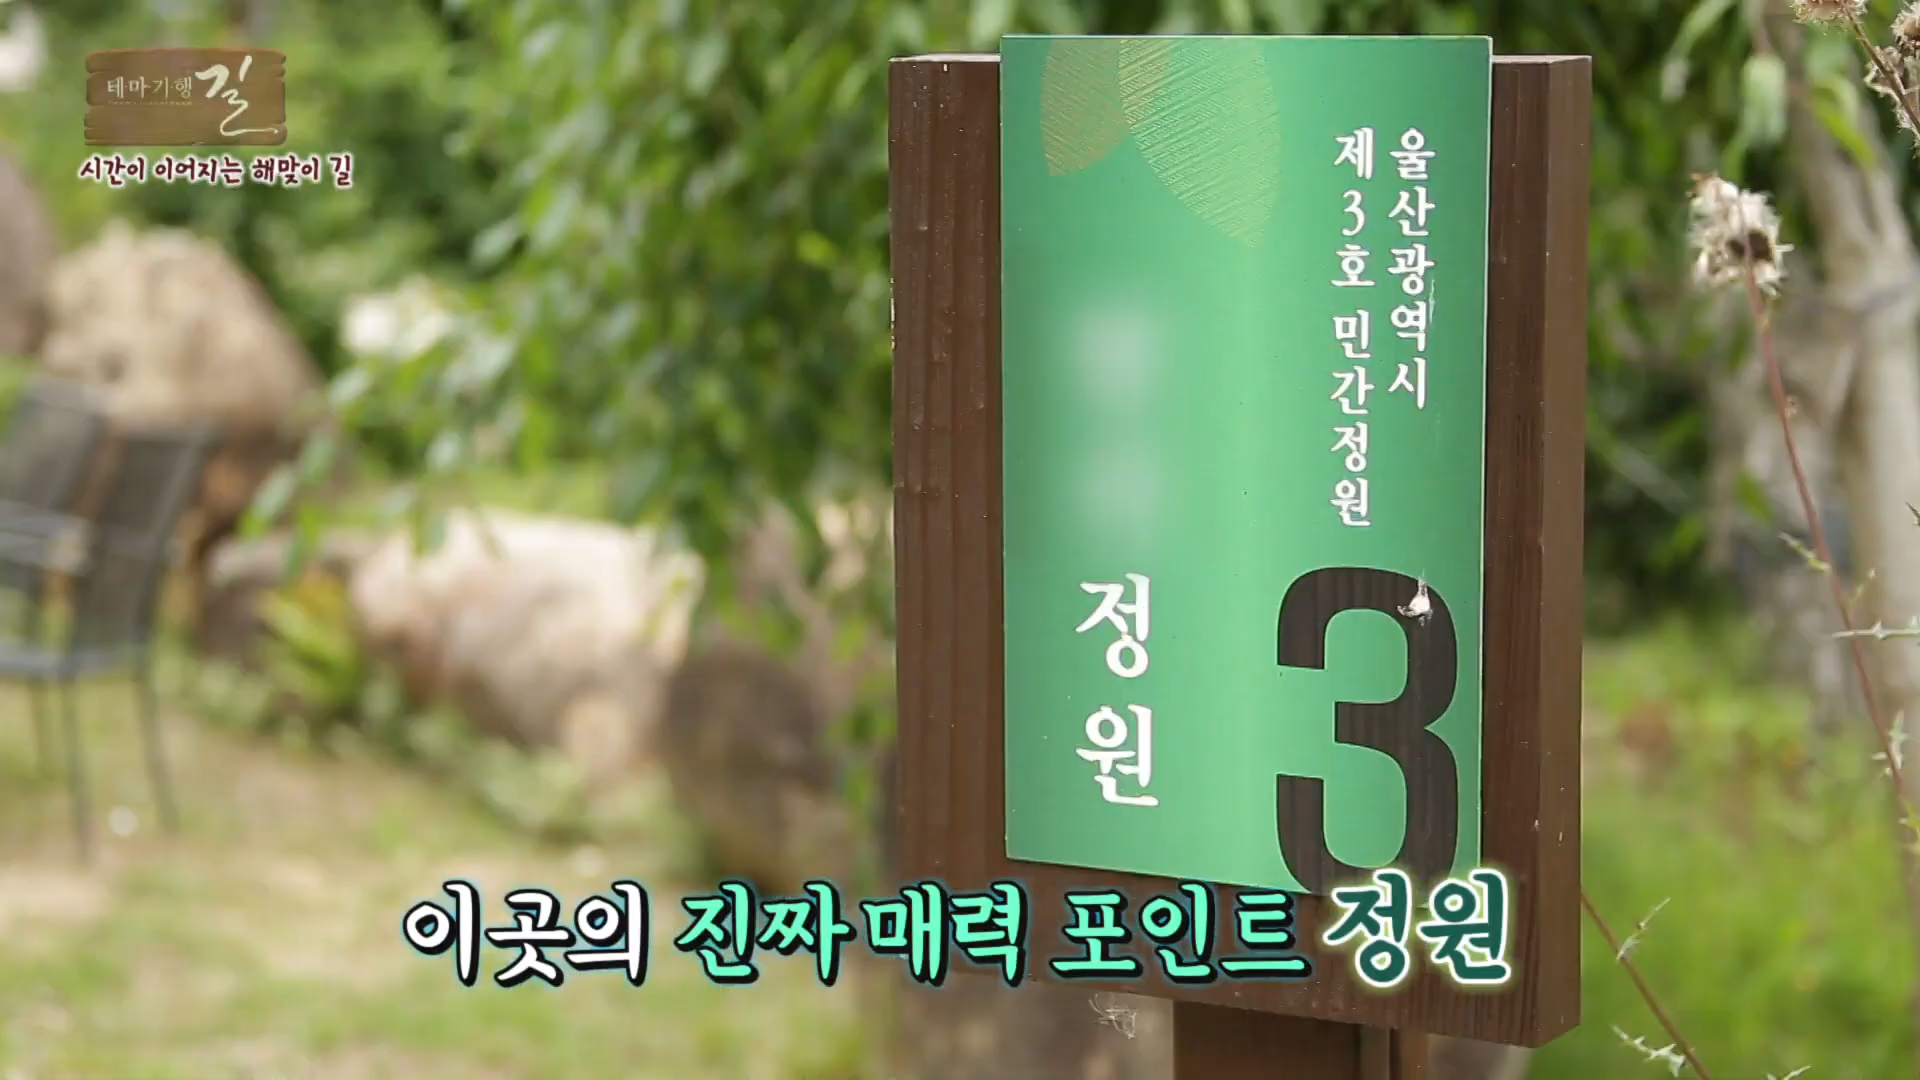 테마기행 길
시간이 이어지는 해맞이 길
울산광역시
제3호 민간정원
정원
3
이곳의 진짜 매력 포인트 정원